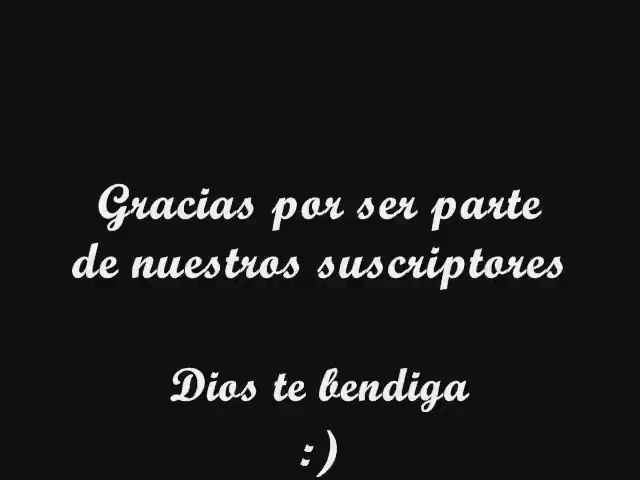 Gracias por ser parte
de nuestros suscriptores
Dios te bendiga
:)